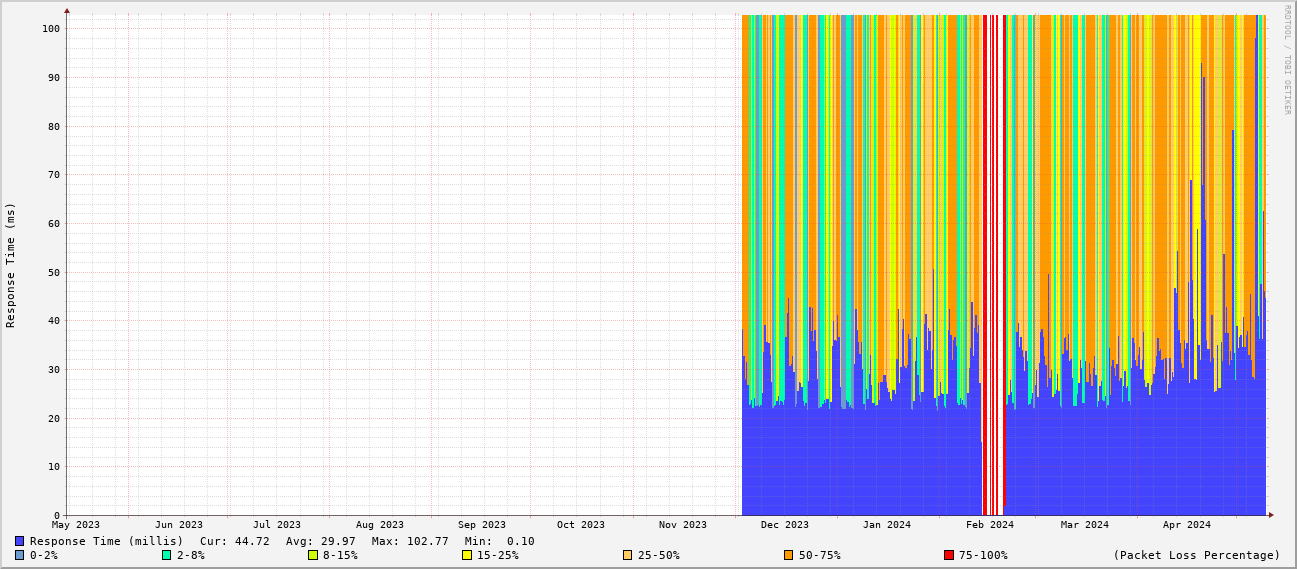 RRDTOOL / TOBI OETIKER
Response Time (ms)
100
90
80
70
60
50
40
30
20
10
0
May 2023 Jun 2023 Jul 2023 Aug 2023 Sep 2023 Oct 2023 Nov 2023 Dec 2023 Jan 2024 Feb 2024 Mar 2024 Apr 2024
Response Time (millis) Cur: 44.72 Avg: 29.97 Max: 102.77 Min: 0.10
0-2% 2-8% 8-15% 15-25% 25-50% 50-75% 75-100% (Packet Loss Percentage)